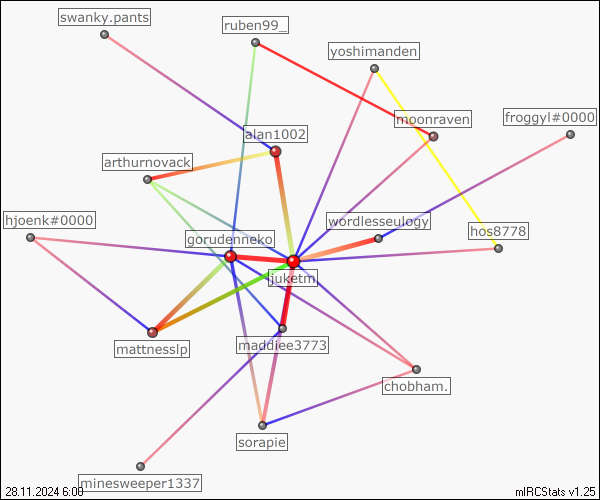 swanky.pants
ruben99_
yoshimanden
froggyl#0000
moonraven
alan1002
arthurnovack
hjoenk#0000
wordlesseulogy
hos8778
gorudenneko
juketm
mattnesslp
maddiee3773
chobham.
sorapie
minesweeper1337
28.11.2024 6:00
mIRCStats v1.25